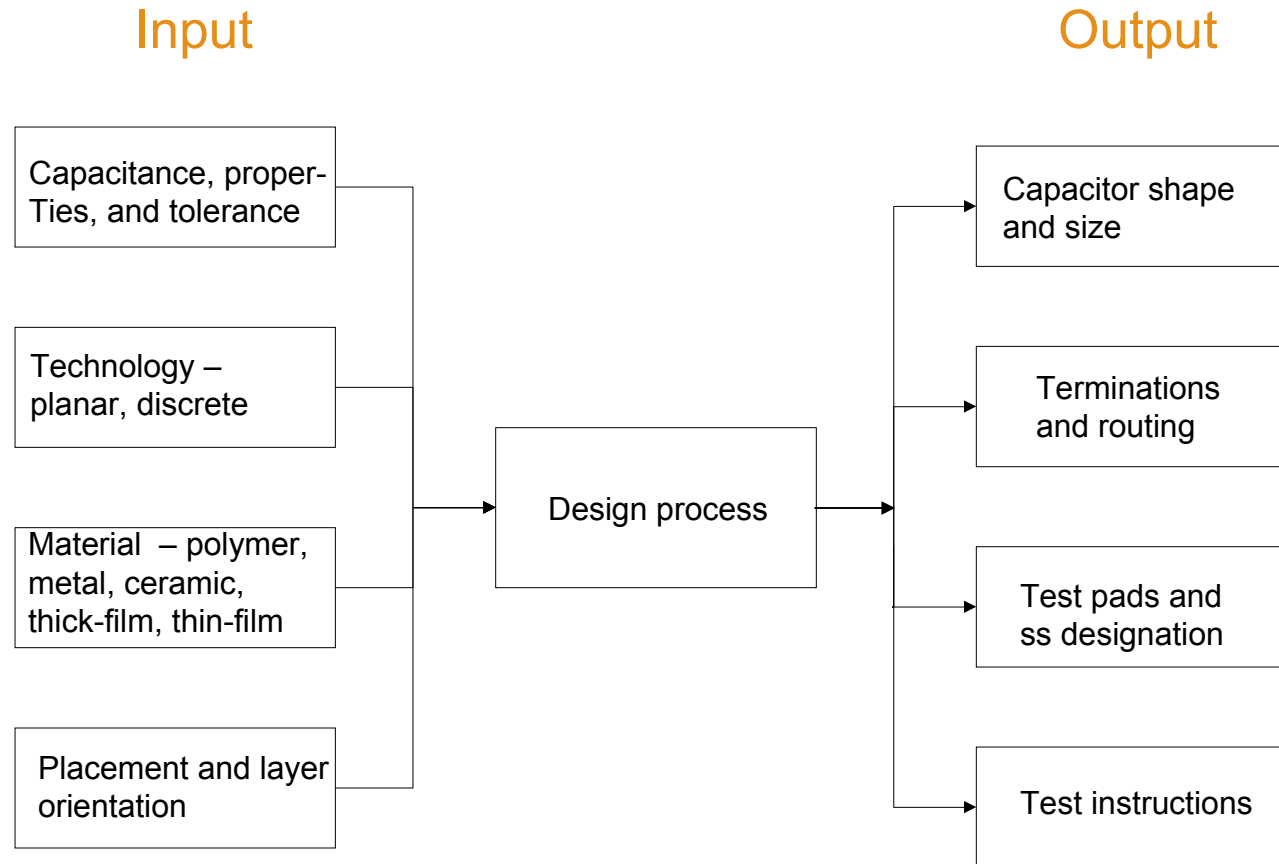 Input
Output
Capacitance, proper-
Ties, and tolerance
Technology –
planar, discrete
Material – polymer,
metal, ceramic,
thick-film, thin-film
Placement and layer
orientation
Design process
Capacitor shape
and size
Terminations
and routing
Test pads and
ss designation
Test instructions